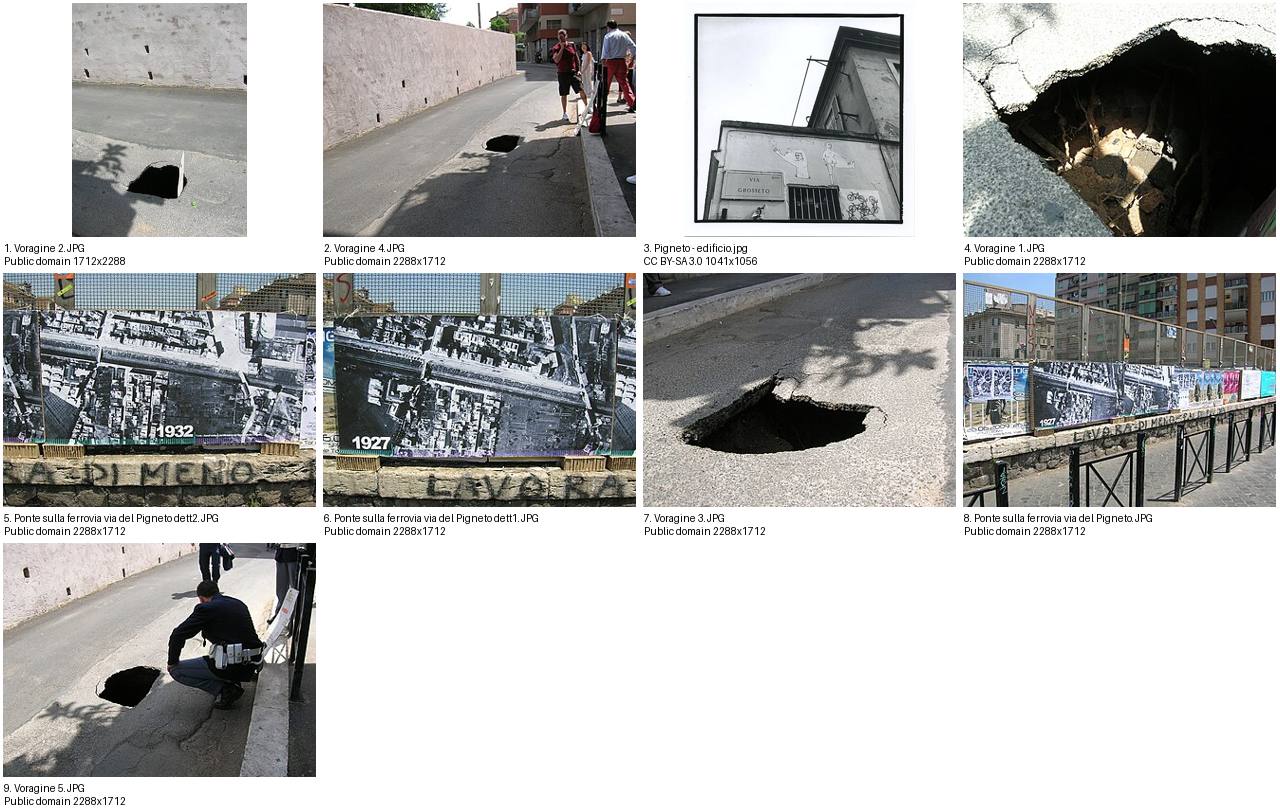 1. Voragine 2.JPG
Public domain 1712x2288
2. Voragine 4.JPG
Public domain 2288x1712
VIA
GROSSETO
3. Pigneto - edificio.jpg
CC BY-SA 3.0 1041x1056
4. Voragine 1.JPG
Public domain 2288x1712
1932
RA DI MENO
5. Ponte sulla ferrovia via del Pigneto dett2.JPG
Public domain 2288x1712
S
1927
LAVORA
6. Ponte sulla ferrovia via del Pigneto dett1.JPG
Public domain 2288x1712
7. Voragine 3.JPG
Public domain 2288x1712
1927
LAVORA DI MENO
8. Ponte sulla ferrovia via del Pigneto.JPG
Public domain 2288x1712
9. Voragine 5.JPG
Public domain 2288x1712